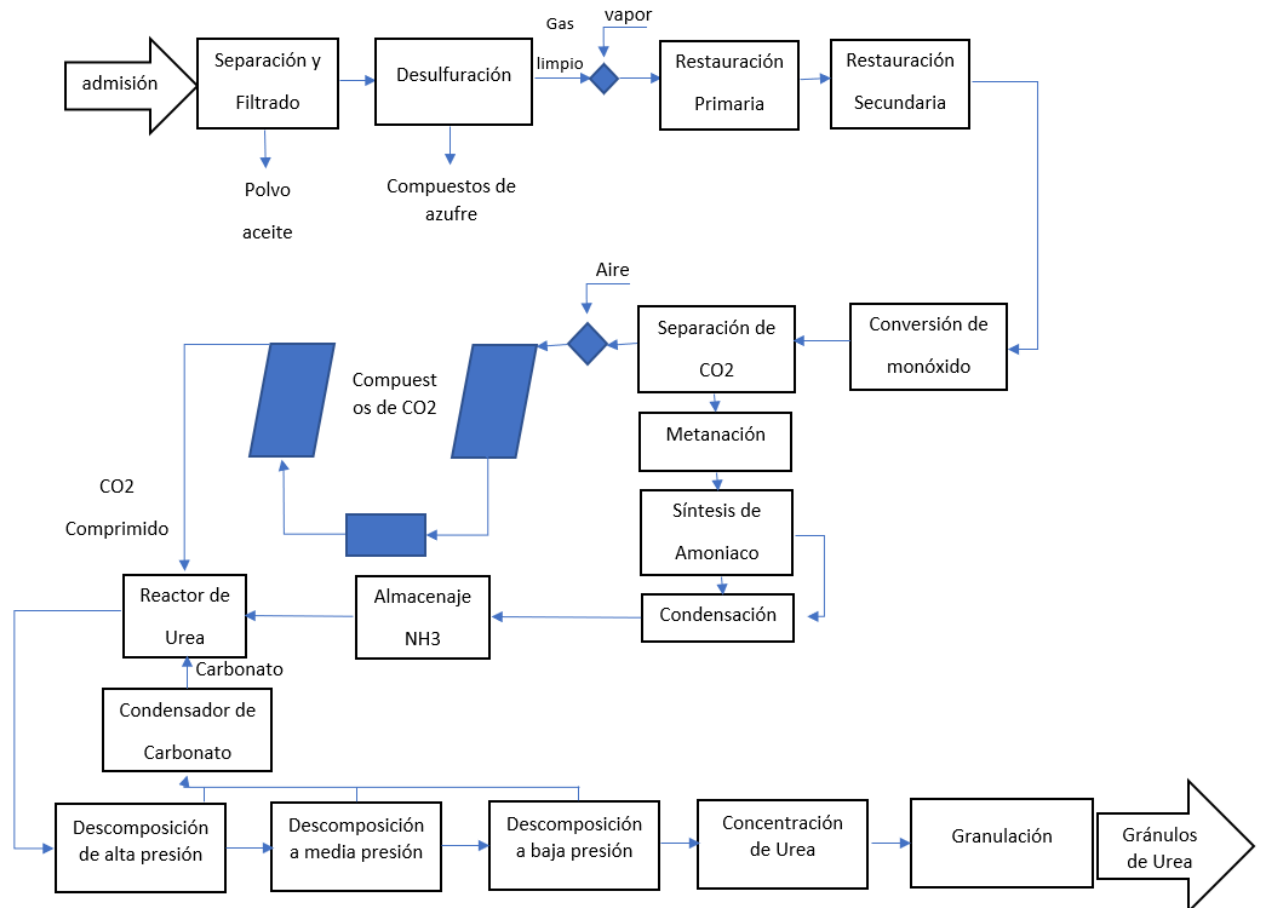 admisión
Separación y
Filtrado
Desulfuración
Gas
limpio
vapor
Restauración
Primaria
Restauración
Secundaria
Polvo
aceite
Compuestos de
azufre
Aire
Separación de
CO2
Conversión de
monóxido
Compuest
os de CO2
Metanación
CO2
Comprimido
Síntesis de
Amoniaco
Reactor de
Urea
Almacenaje
NH3
Condensación
Carbonato
Condensador de
Carbonato
Descomposición
de alta presión
Descomposición
a media presión
Descomposición
a baja presión
Concentración
de Urea
Granulación
Gránulos
de Urea